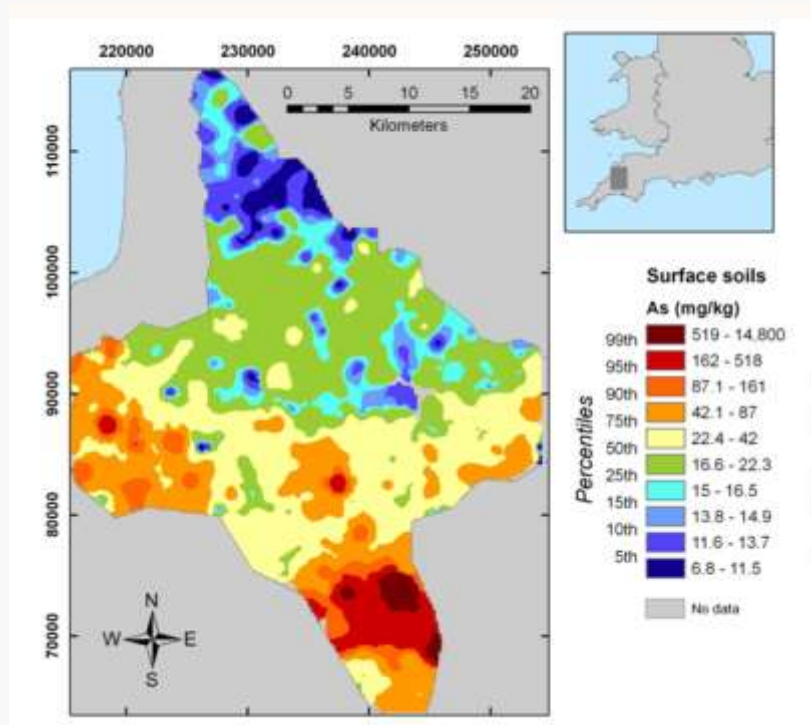 220000 230000 240000 250000
0 5 10 15 20
Kilometers
110000
100000
90000
80000
70000
N
W E
S
Surface soils
As (mg/kg)
Percentiles
99th
95th
90th
75th
50th
25th
15th
10th
5th
519 - 14,800
162 - 518
87.1 - 161
42.1 - 87
22.4 - 42
16.6 - 22.3
15 - 16.5
13.8 - 14.9
11.6 - 13.7
6.8 - 11.5
No data